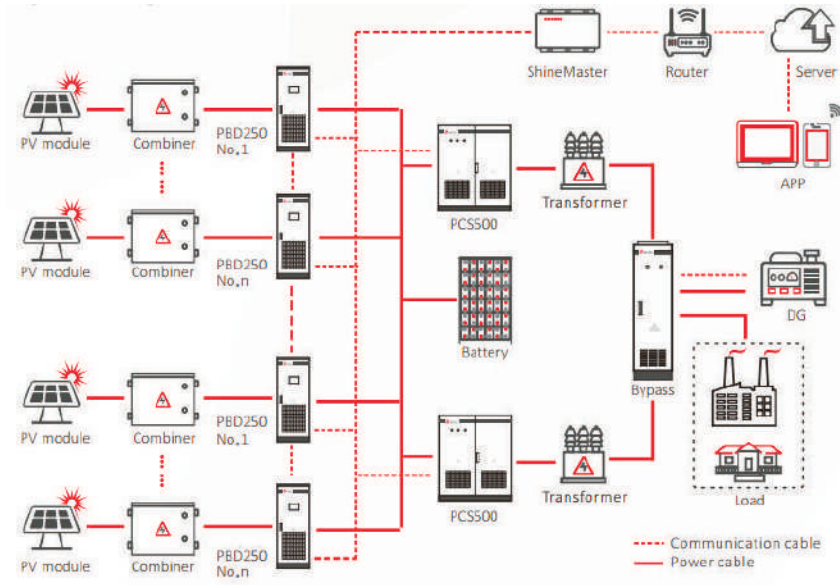 ShineMaster
Router
Server
PV module
Combiner
PBD250
No.1
APP
PCS500
Transformer
PV module
Combiner
PBD250
No.n
Battery
DG
Bypass
PV module
Combiner
PBD250
No.1
PCS500
Transformer
Load
PV module
Combiner
PBD250
No.n
Communication cable
Power cable